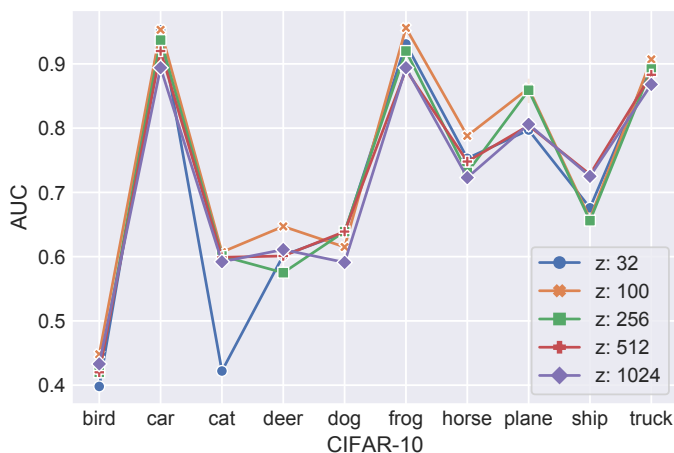 AUC
0.9
0.8
0.7
0.6
0.5
0.4
z: 32
z: 100
z: 256
z: 512
z: 1024
bird car cat deer dog frog horse plane ship truck
CIFAR-10